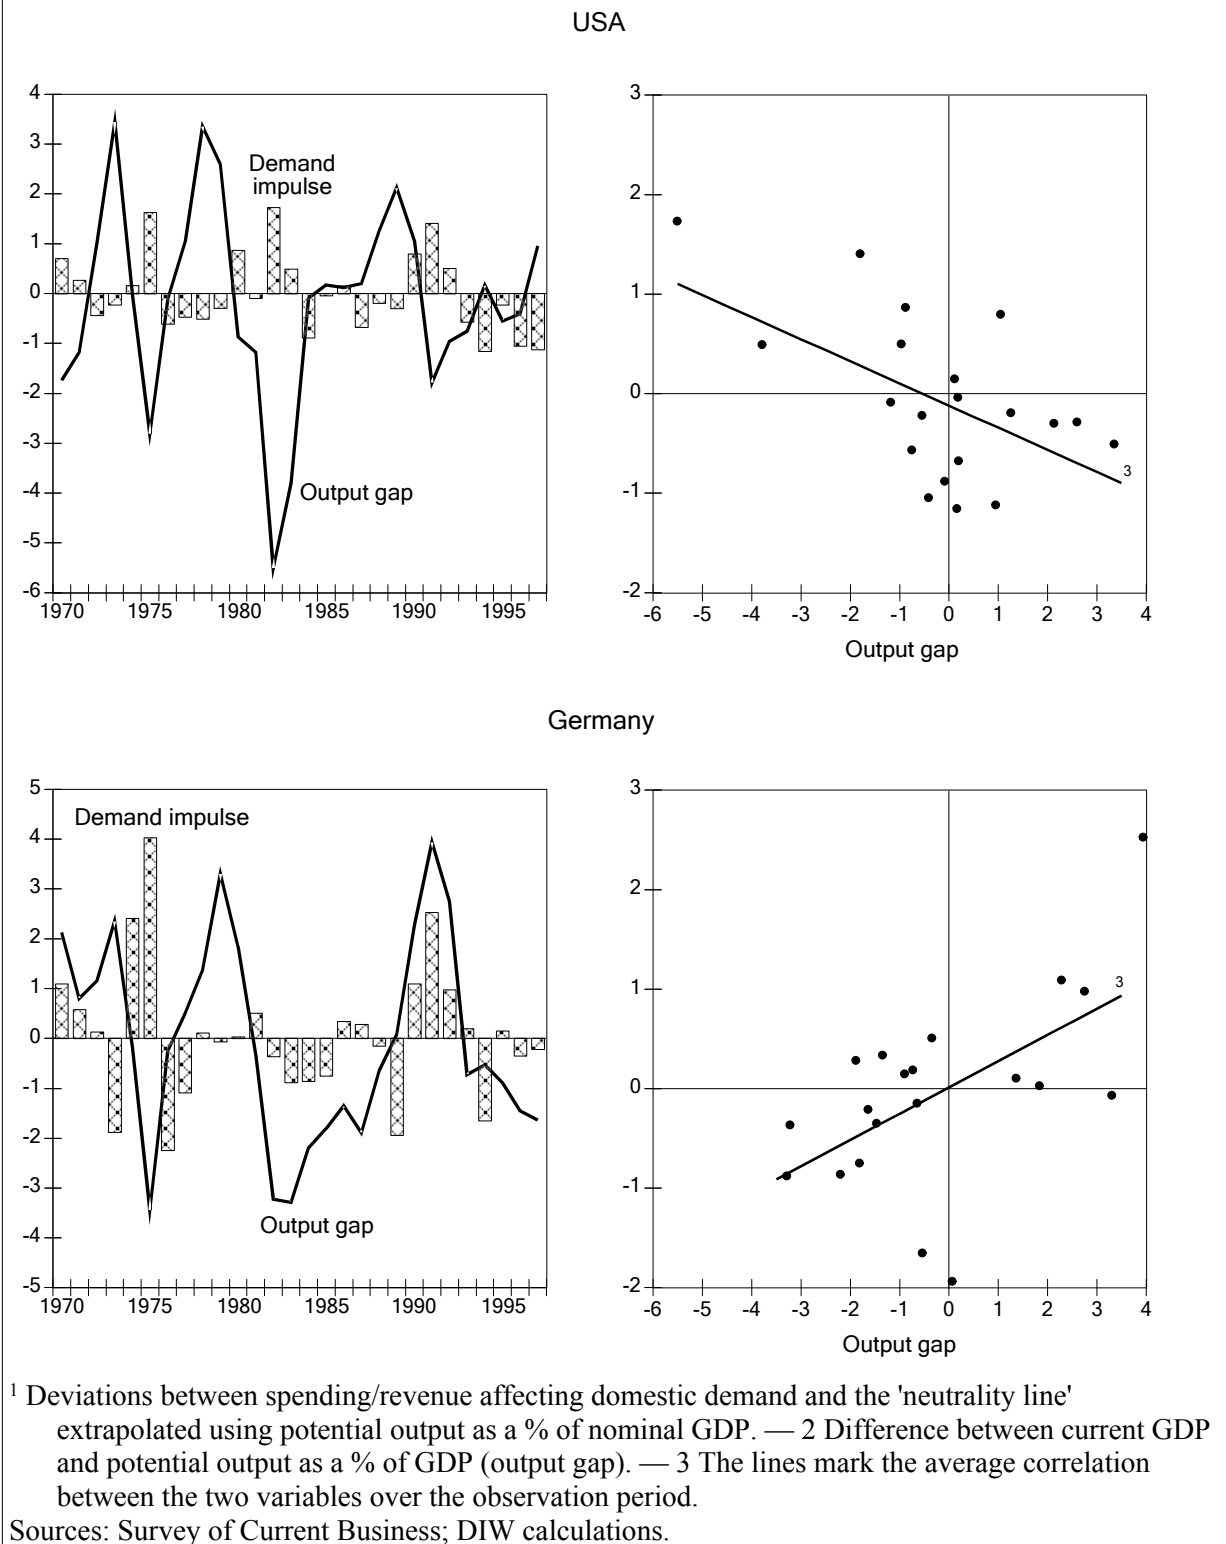 USA
4
3
2
1
0
-1
-2
-3
-4
-5
-6
Demand
impulse
Output gap
1970 1975 1980 1985 1990 1995
3
2
1
0
-1
-2
3
-6 -5 -4 -3 -2 -1 0 1 2 3 4
Output gap
Germany
5
4
3
2
1
0
-1
-2
-3
-4
-5
Demand impulse
Output gap
1970 1975 1980 1985 1990 1995
3
2
1
0
-1
-2
3
-6 -5 -4 -3 -2 -1 0 1 2 3 4
Output gap
1 Deviations between spending/revenue affecting domestic demand and the 'neutrality line'
extrapolated using potential output as a % of nominal GDP. — 2 Difference between current GDP
and potential output as a % of GDP (output gap). — 3 The lines mark the average correlation
between the two variables over the observation period.
Sources: Survey of Current Business; DIW calculations.